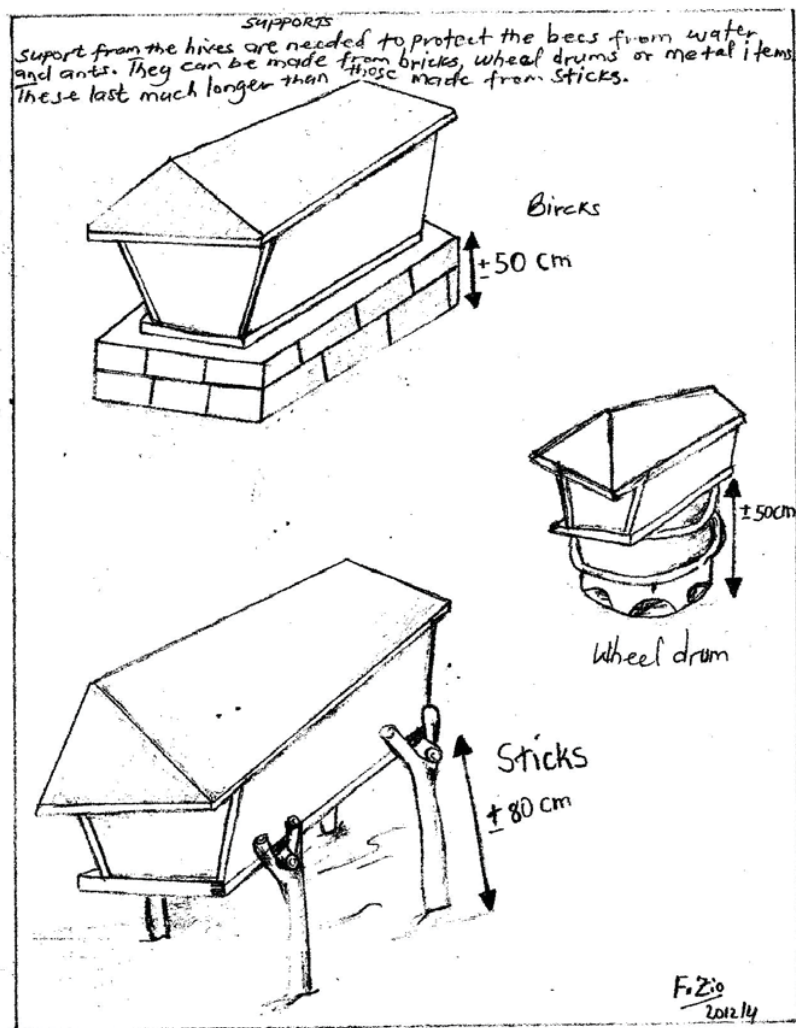 SUPPORTS
Suport from the hives are needed to protect the bees from water
and ants. They can be made from bricks, wheel drums or metal items
These last much longer than those made from sticks.
Bircks
±50 cm
±50cm
Wheel drum
Sticks
±80 cm
F. Zio
2012/4